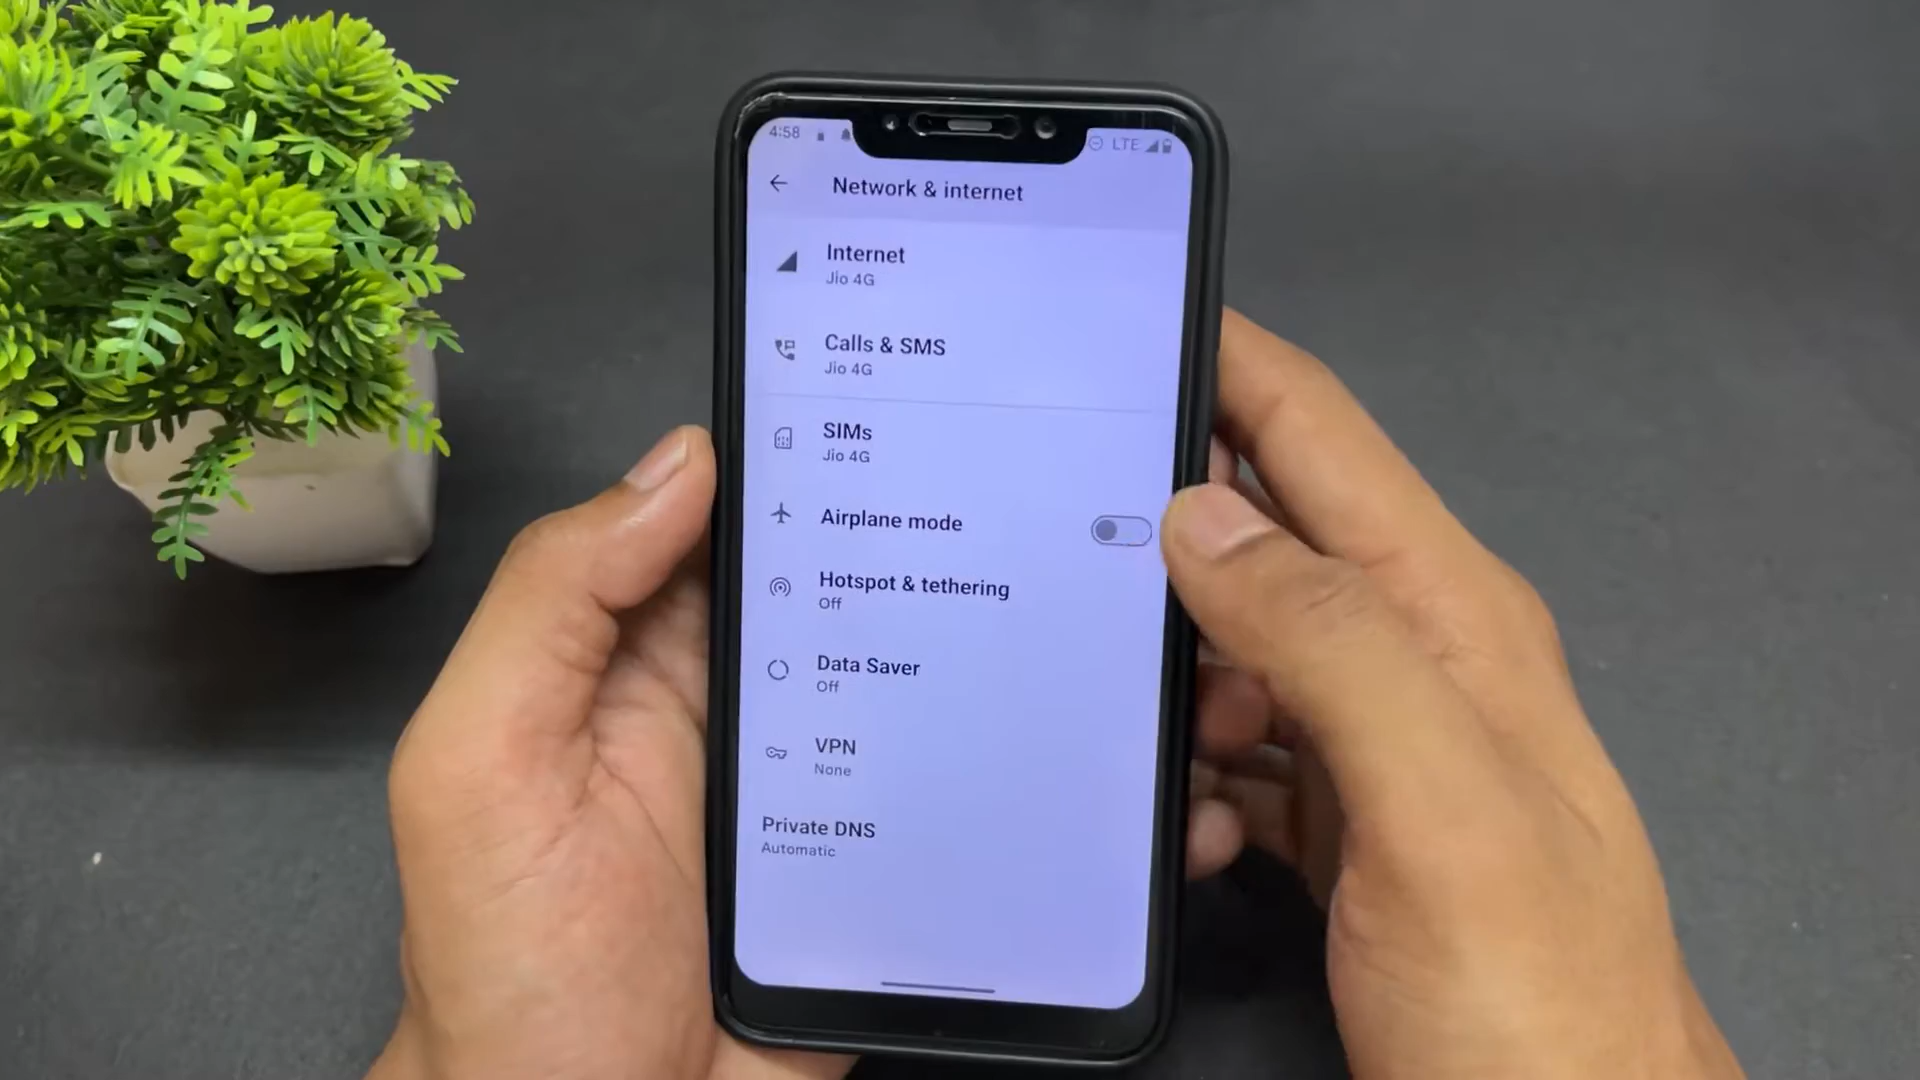 4:58
LTE
Network & internet
Internet
Jio 4G
Calls & SMS
Jio 4G
SIMs
Jio 4G
Airplane mode
Hotspot & tethering
Off
Data Saver
Off
VPN
None
Private DNS
Automatic